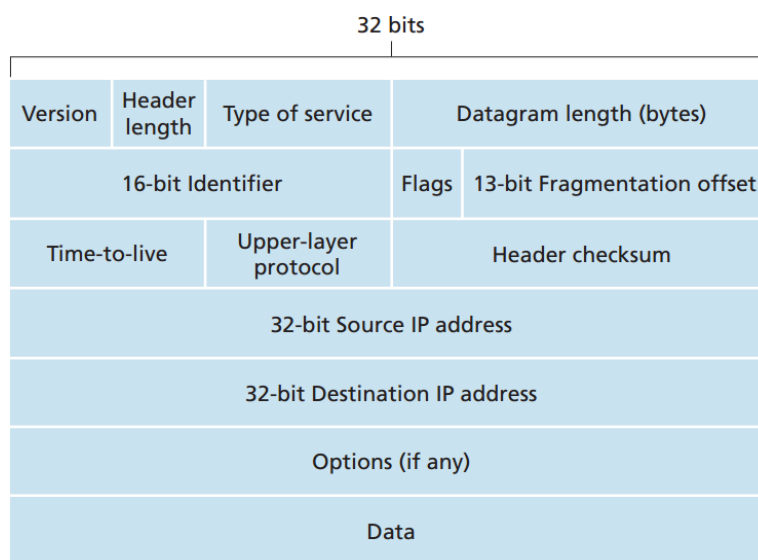 32 bits
Version
Header
length
Type of service
Datagram length (bytes)
16-bit Identifier
Flags
13-bit Fragmentation offset
Time-to-live
Upper-layer
protocol
Header checksum
32-bit Source IP address
32-bit Destination IP address
Options (if any)
Data